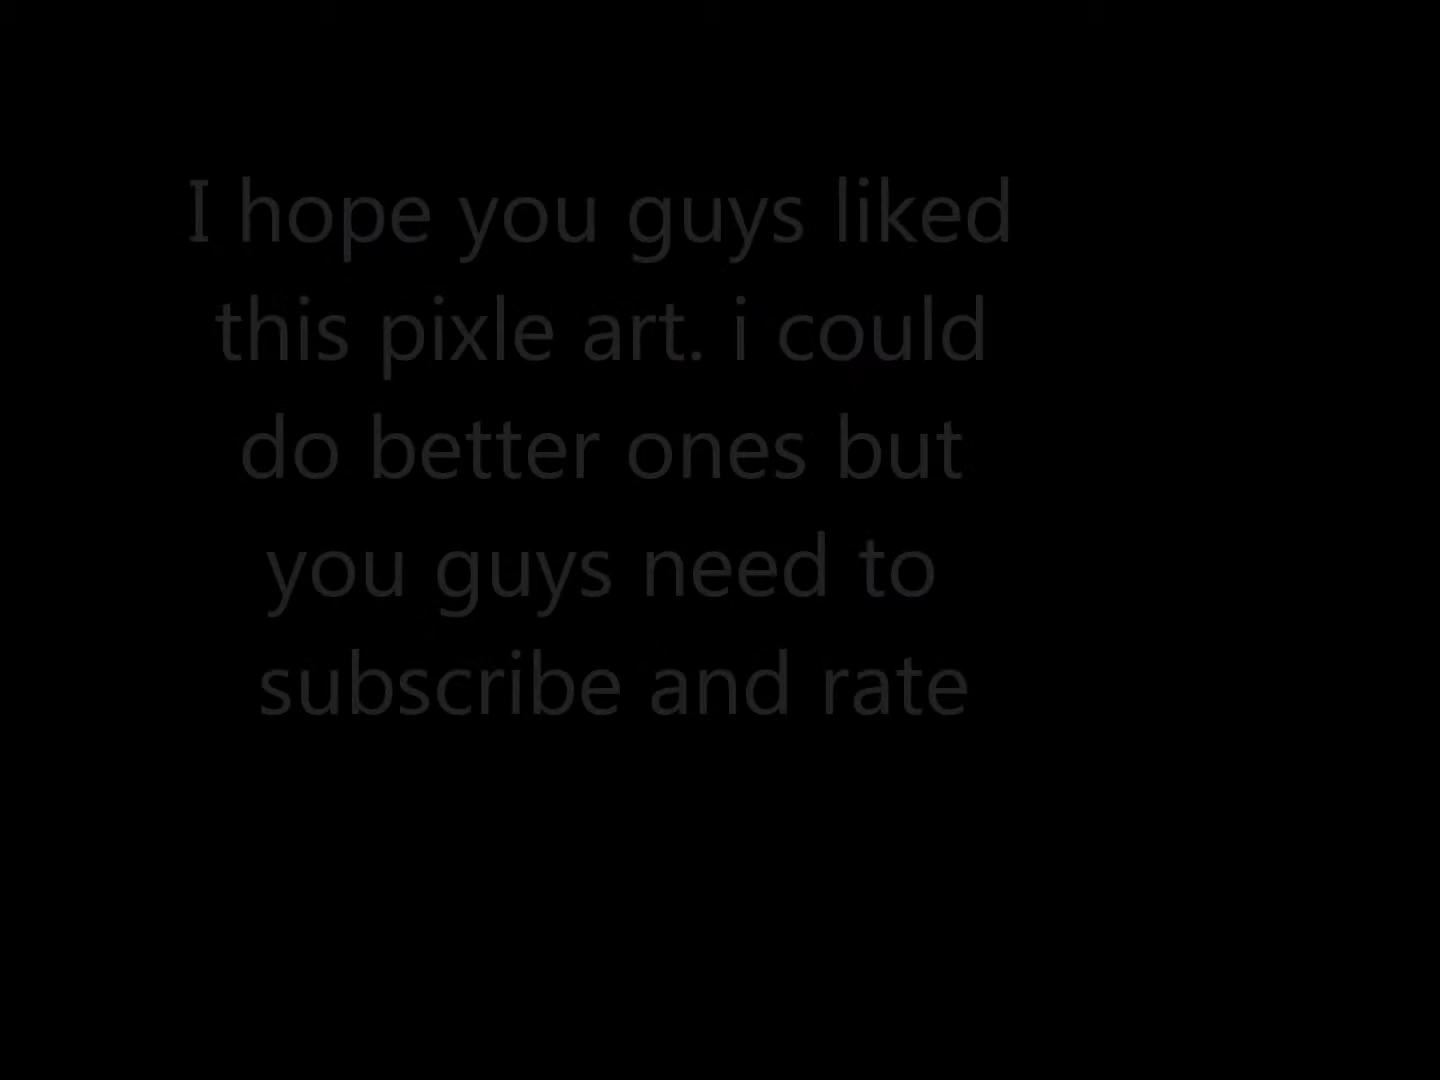 I hope you guys liked
this pixle art. i could
do better ones but
you guys need to
subscribe and rate